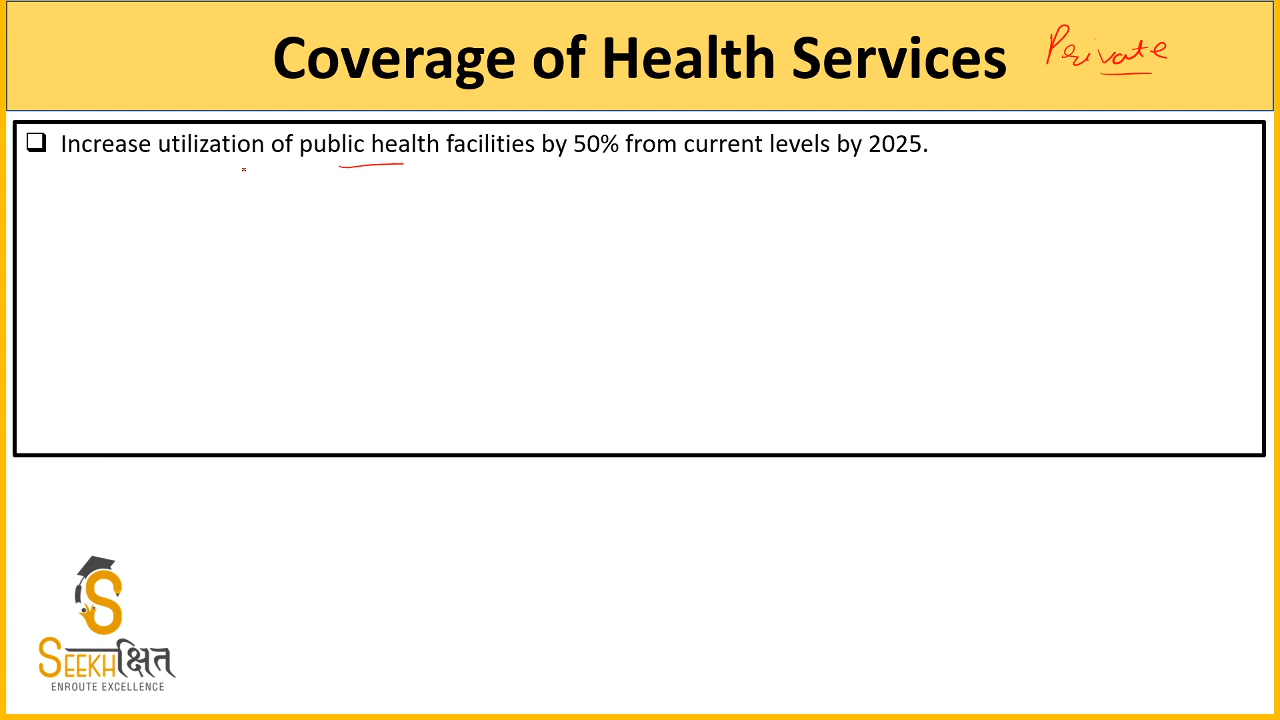 Coverage of Health Services
Private
Increase utilization of public health facilities by 50% from current levels by 2025.
S
SEEKHक्षित
ENROUTE EXCELLENCE